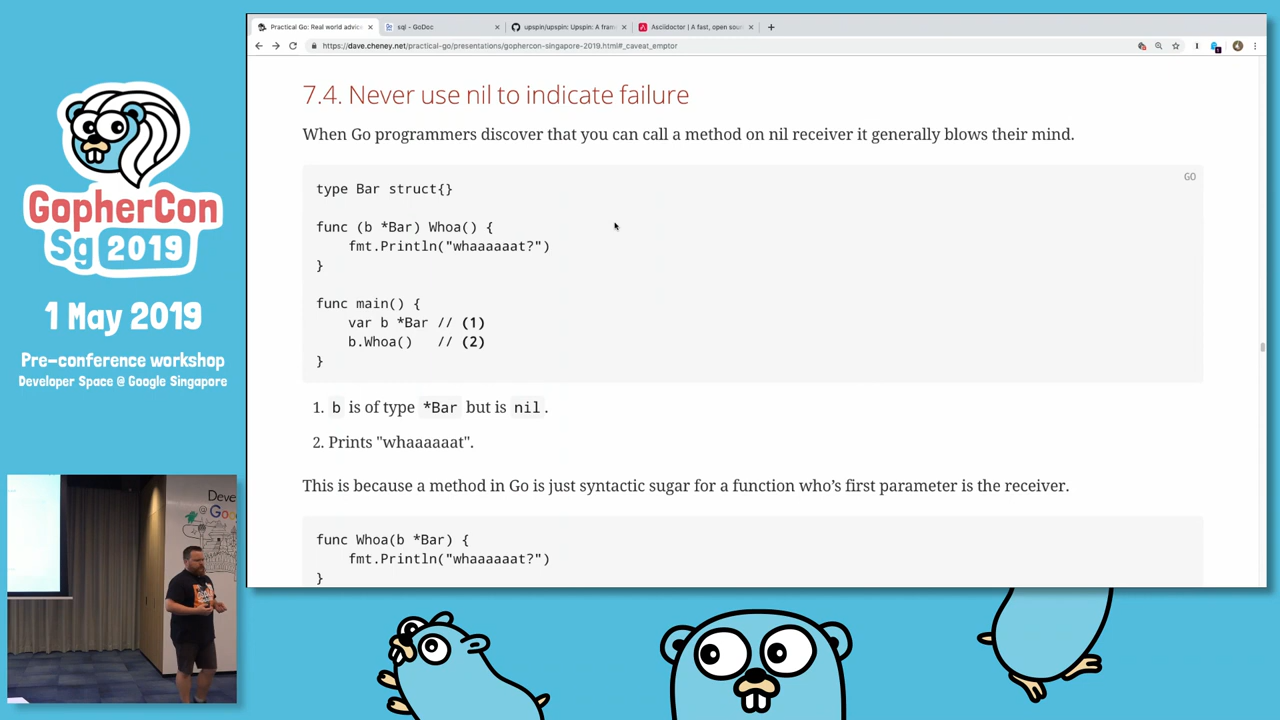 Practical Go: Real world advic
sql - GoDoc
upspin/upspin: Upspin: A fram
Asciidoctor | A fast, open sour
https://dave.cheney.net/practical-go/presentations/gophercon-singapore-2019.html#_caveat_emptor
7.4. Never use nil to indicate failure
When Go programmers discover that you can call a method on nil receiver it generally blows their mind.
GO
type Bar struct{}
func (b *Bar) Whoa() {
fmt.Println("whaaaaaat?")
}
func main() {
var b *Bar // (1)
b.Whoa() // (2)
}
1. b is of type *Bar but is nil.
2. Prints "whaaaaaat".
This is because a method in Go is just syntactic sugar for a function who’s first parameter is the receiver.
func Whoa(b *Bar) {
fmt.Println("whaaaaaat?")
}
GopherCon
Sg 2019
1 May 2019
Pre-conference workshop
Developer Space @ Google Singapore
Deve
@ Goo